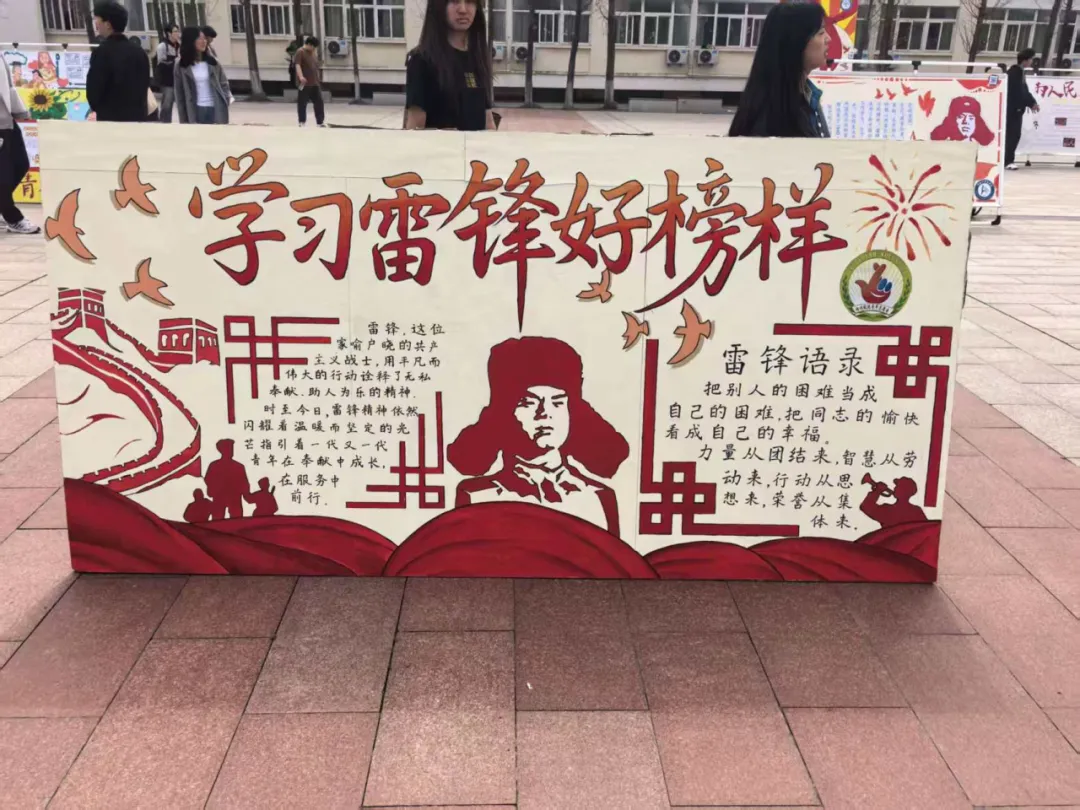 学习雷锋好榜样
雷锋，这位
家喻户晓的共产
主义战士，用平凡而
伟大的行动诠释了无私
奉献、助人为乐的精神.
时至今日，雷锋精神依然
闪耀着温暖而坚定的光
芒指引着一代又一代
青年在奉献中成长，
在服务中
前行.
雷锋语录
把别人的困难当成
自己的困难，把同志的愉快
看成自己的幸福。
力量从团结来，智慧从劳
动来，行动从思
想来，荣誉从集
体来.
人民